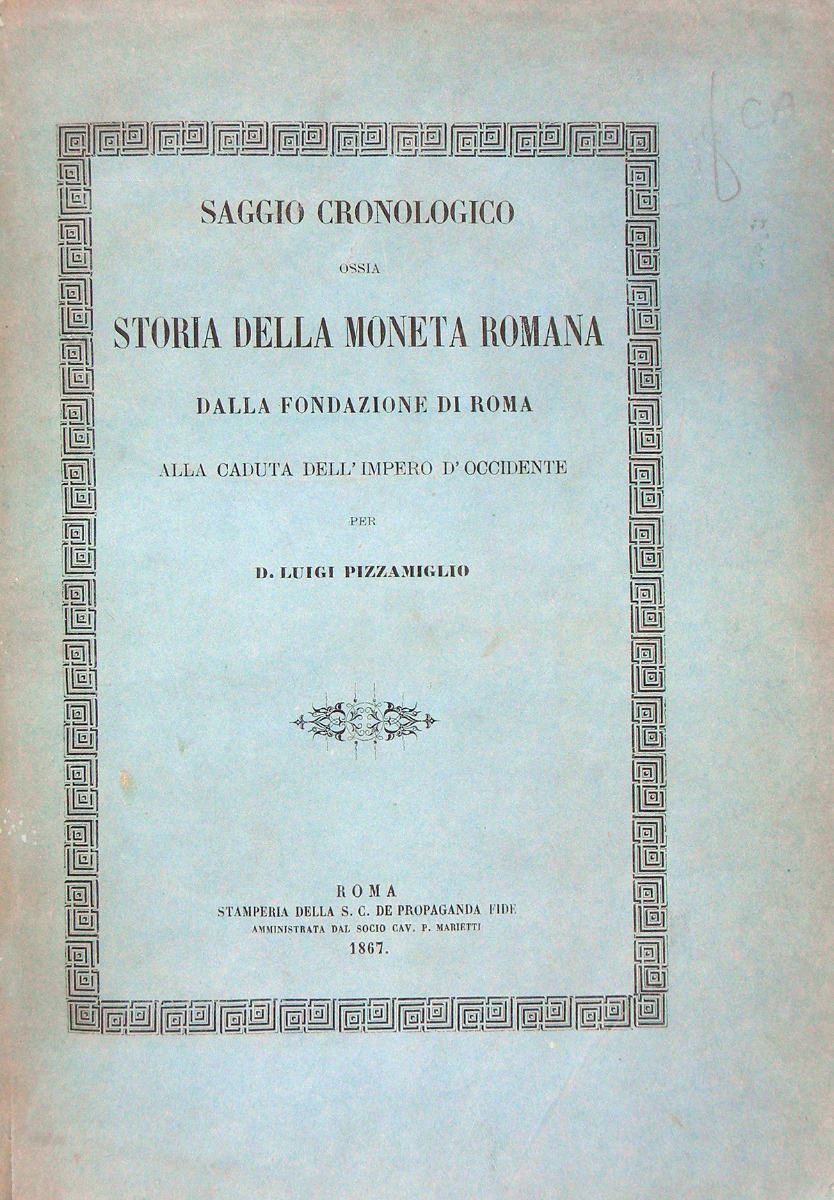 SAGGIO CRONOLOGICO
OSSIA
STORIA DELLA MONETA ROMANA
DALLA FONDAZIONE DI ROMA
ALLA CADUTA DELL' IMPERO D' OCCIDENTE
PER
D. LUIGI PIZZAMIGLIO
ROMA
STAMPERIA DELLA S. C. DE PROPAGANDA FIDE
AMMINISTRATA DAL SOCIO CAV. P. MARIETTI
1867.